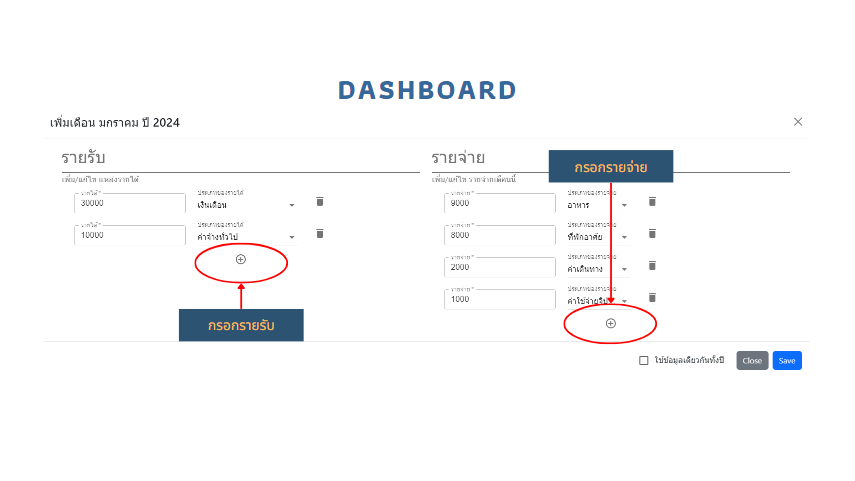 DASHBOARD
เพิ่มเดือน มกราคม ปี 2024
รายรับ
เพิ่ม/แก้ไข แหล่งรายได้
รายได้ *
30000
ประเภทของรายได้
เงินเดือน
รายได้ *
10000
ประเภทของรายได้
ค่าจ้างทั่วไป
กรอกรายรับ
รายจ่าย
กรอกรายจ่าย
เพิ่ม/แก้ไข รายจ่ายเดือนนี้
รายจ่าย *
9000
ประเภทของรายจ่าย
อาหาร
รายจ่าย *
8000
ประเภทของรายจ่าย
ที่พักอาศัย
รายจ่าย *
2000
ประเภทของรายจ่าย
ค่าเดินทาง
รายจ่าย *
1000
ประเภทของรายจ่าย
ค่าใช้จ่ายอื่นๆ
ใช้ข้อมูลเดียวกันทั้งปี
Close
Save